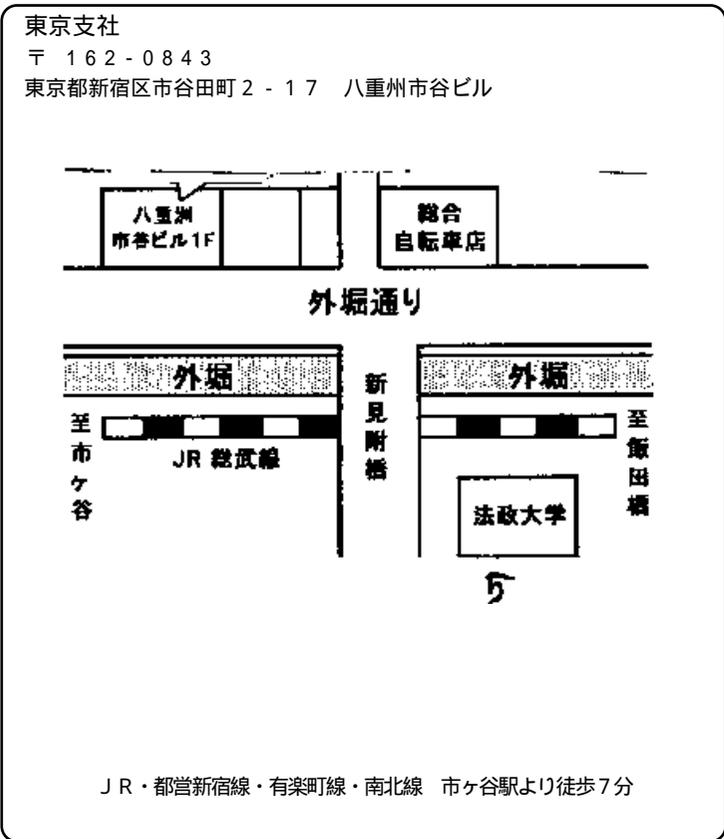 東京支社
〒 162-0843
東京都新宿区市谷田町2-17 八重州市谷ビル
八重洲
市谷ビル1F
総合
自転車店
外堀通り
外堀
外堀
新見附橋
至市ケ谷
至飯田橋
JR 総武線
法政大学
JR・都営新宿線・有楽町線・南北線 市ヶ谷駅より徒歩7分